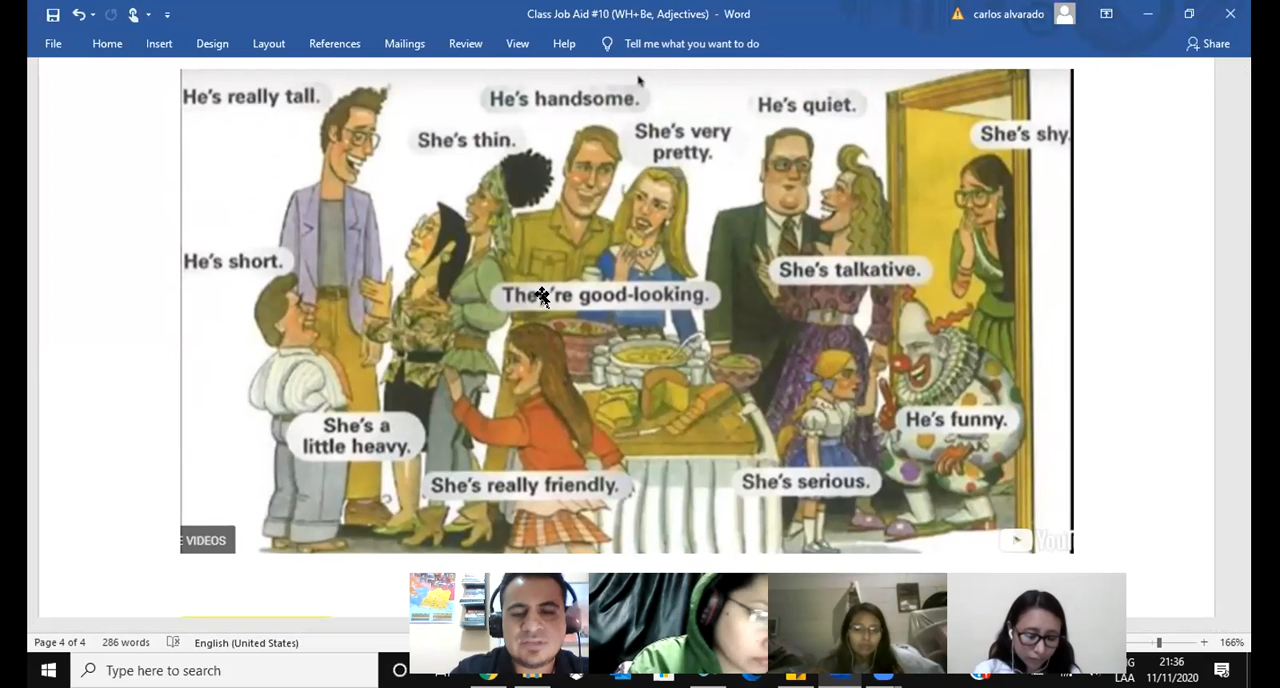 Class Job Aid #10 (WH+Be, Adjectives) - Word
carlos alvarado
File Home Insert Design Layout References Mailings Review View Help Tell me what you want to do Share
He's really tall.
He's handsome.
He's quiet.
She's thin.
She's very
pretty.
She's shy.
He's short.
She's talkative.
They're good-looking.
She's a
little heavy.
He's funny.
She's really friendly.
She's serious.
E VIDEOS
You
Page 4 of 4 286 words English (United States) 166%
Type here to search
21:36
LAA 11/11/2020